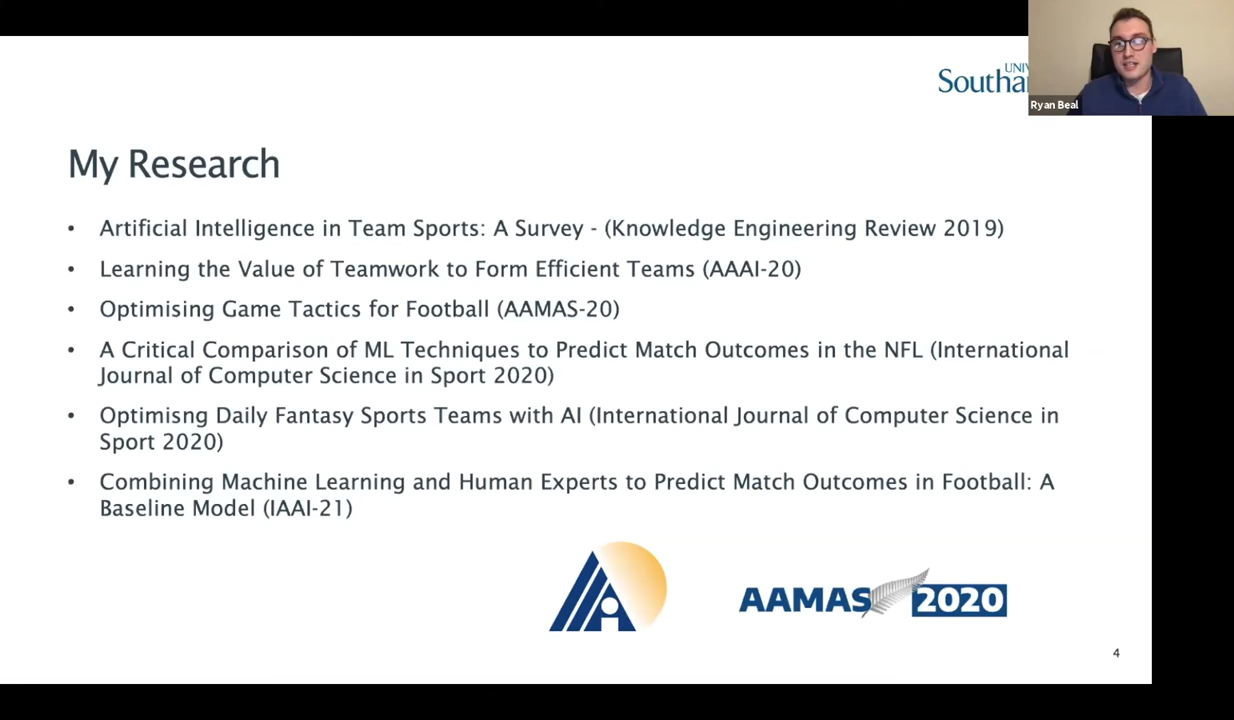 UNIV
Southa
Ryan Beal
My Research
• Artificial Intelligence in Team Sports: A Survey - (Knowledge Engineering Review 2019)
• Learning the Value of Teamwork to Form Efficient Teams (AAAI-20)
• Optimising Game Tactics for Football (AAMAS-20)
• A Critical Comparison of ML Techniques to Predict Match Outcomes in the NFL (International
Journal of Computer Science in Sport 2020)
• Optimisng Daily Fantasy Sports Teams with AI (International Journal of Computer Science in
Sport 2020)
• Combining Machine Learning and Human Experts to Predict Match Outcomes in Football: A
Baseline Model (IAAI-21)
AAMAS 2020
4